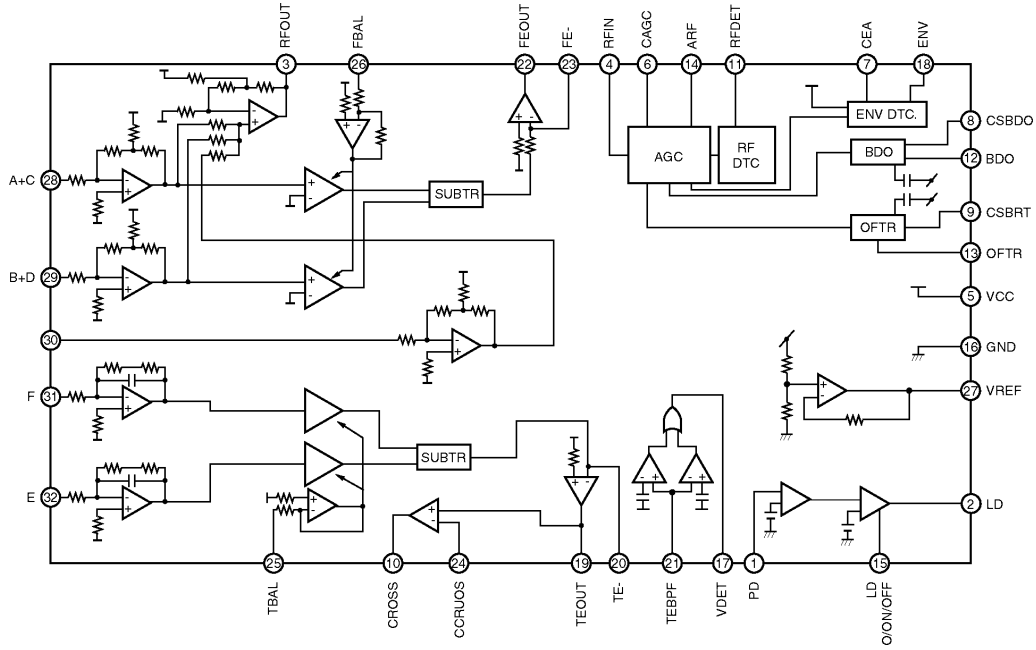 RFOUT
FBAL
FEOUT
FE-
RFIN
CAGC
ARF
RFDET
CEA
ENV
3
26
22
23
4
6
14
11
7
18
ENV DTC.
8 CSBDO
AGC
RF
DTC
BDO
12 BDO
A+C 28
SUBTR
9 CSBRT
OFTR
13 OFTR
B+D 29
5 VCC
30
16 GND
F 31
27 VREF
SUBTR
E 32
2 LD
25
10
24
19
20
21
17
1
15
TBAL
CROSS
CCRUOS
TEOUT
TE-
TEBPF
VDET
PD
LD
O/ON/OFF
+
-